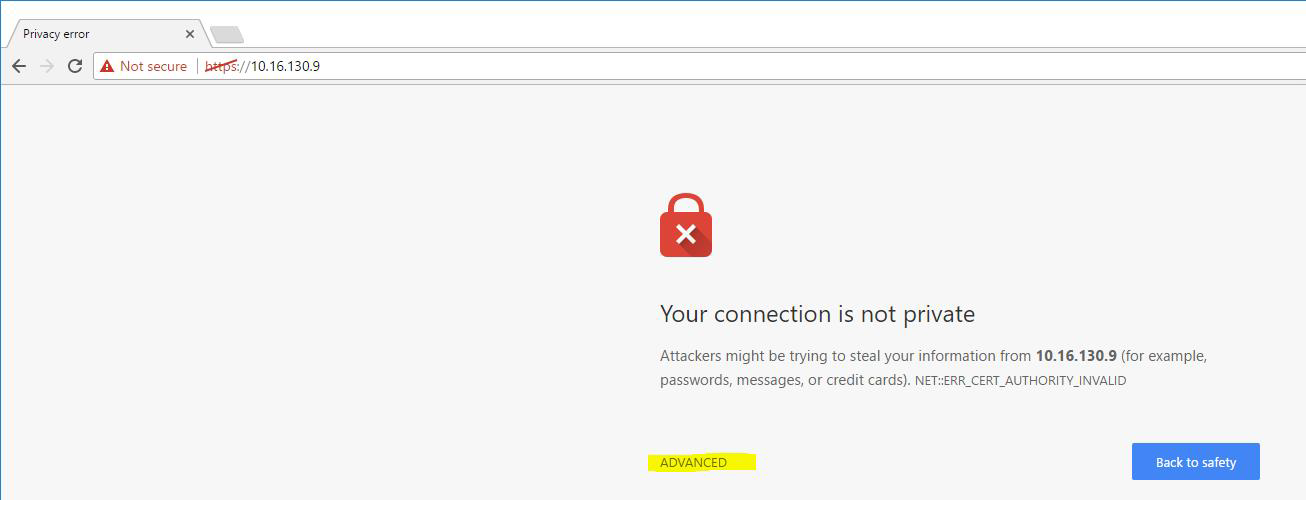 Privacy error
Not secure https://10.16.130.9
Your connection is not private
Attackers might be trying to steal your information from 10.16.130.9 (for example,
passwords, messages, or credit cards). NET::ERR_CERT_AUTHORITY_INVALID
ADVANCED
Back to safety